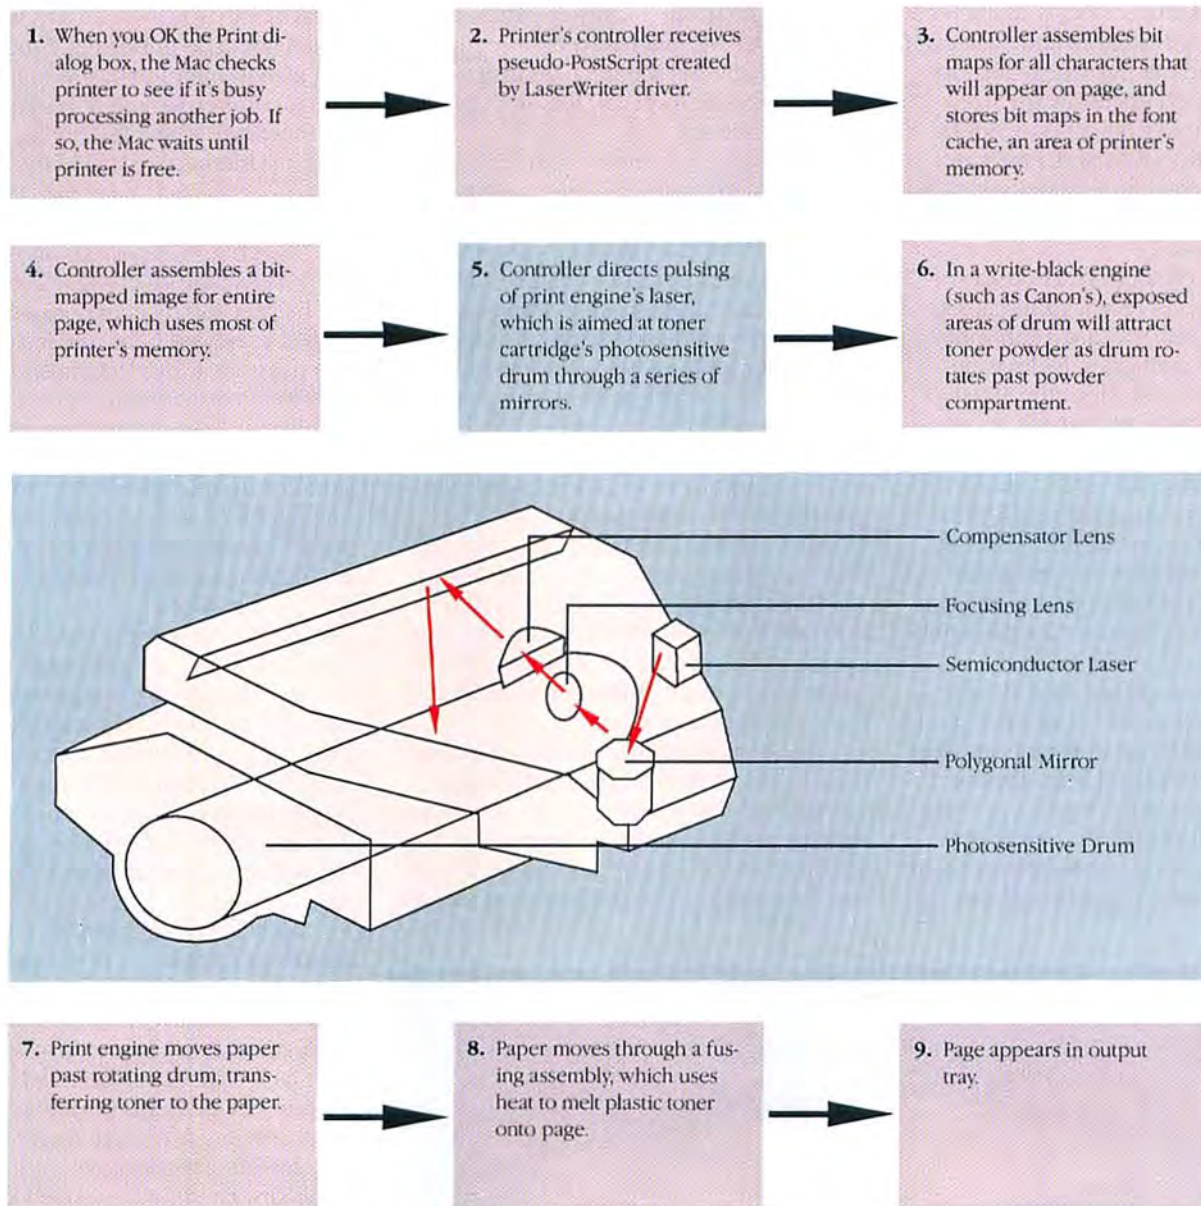 1. When you OK the Print di-
alog box, the Mac checks
printer to see if it's busy
processing another job. If
so, the Mac waits until
printer is free.
2. Printer's controller receives
pseudo-PostScript created
by LaserWriter driver.
3. Controller assembles bit
maps for all characters that
will appear on page, and
stores bit maps in the font
cache, an area of printer's
memory.
4. Controller assembles a bit-
mapped image for entire
page, which uses most of
printer's memory.
5. Controller directs pulsing
of print engine's laser,
which is aimed at toner
cartridge's photosensitive
drum through a series of
mirrors.
6. In a write-black engine
(such as Canon's), exposed
areas of drum will attract
toner powder as drum ro-
tates past powder
compartment.
Compensator Lens
Focusing Lens
Semiconductor Laser
Polygonal Mirror
Photosensitive Drum
7. Print engine moves paper
past rotating drum, trans-
ferring toner to the paper.
8. Paper moves through a fus-
ing assembly, which uses
heat to melt plastic toner
onto page.
9. Page appears in output
tray.